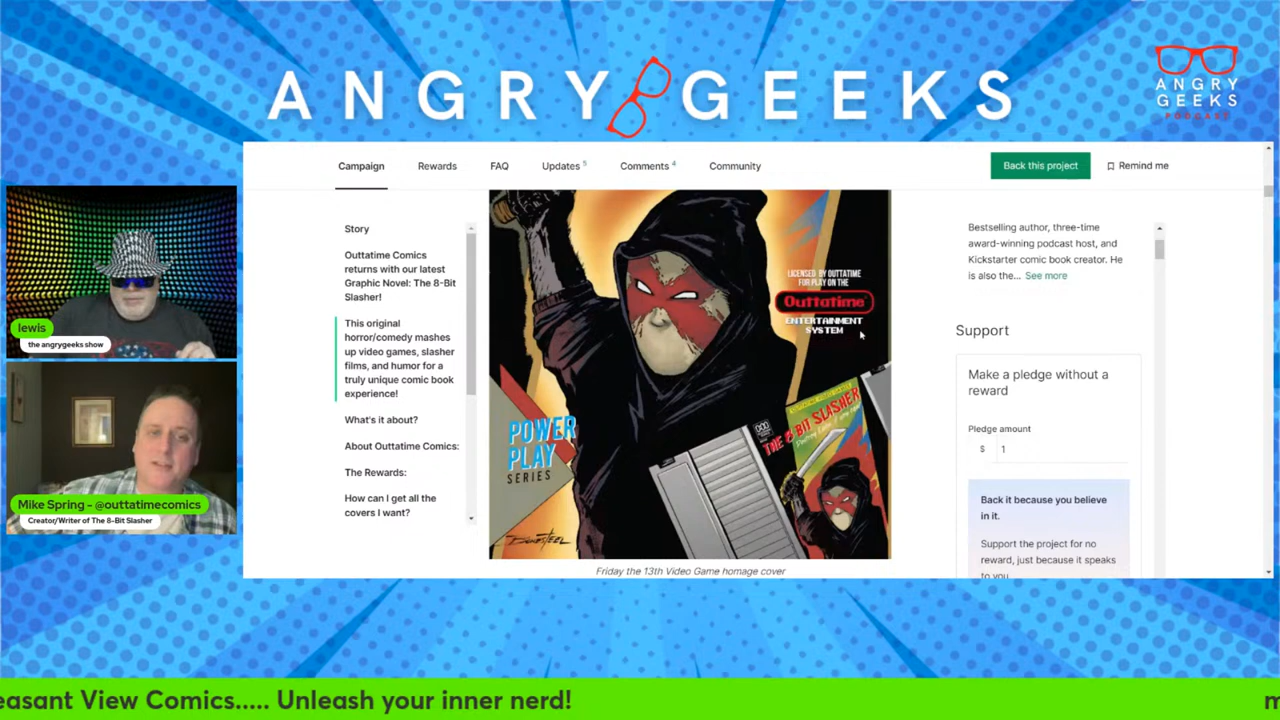 ANGRY GEEKS
ANGRY
GEEKS
PODCAST
Campaign
Rewards
FAQ
Updates 5
Comments 4
Community
Back this project
Remind me
Story
Outtatime Comics
returns with our latest
Graphic Novel: The 8-Bit
Slasher!
This original
horror/comedy mashes
up video games, slasher
films, and humor for a
truly unique comic book
experience!
What's it about?
About Outtatime Comics:
The Rewards:
How can I get all the
covers I want?
LICENSED BY OUTTATIME
FOR PLAY ON THE
Outtatime
ENTERTAINMENT
SYSTEM
POWER
PLAY
SERIES
THE 8 BIT SLASHER
Friday the 13th Video Game homage cover
Bestselling author, three-time
award-winning podcast host, and
Kickstarter comic book creator. He
is also the... See more
Support
Make a pledge without a
reward
Pledge amount
$ 1
Back it because you believe
in it.
Support the project for no
reward, just because it speaks
to you.
lewis
the angrygeeks show
Mike Spring - @outtatimecomics
Creator/Writer of The 8-Bit Slasher
easant View Comics..... Unleash your inner nerd!
m